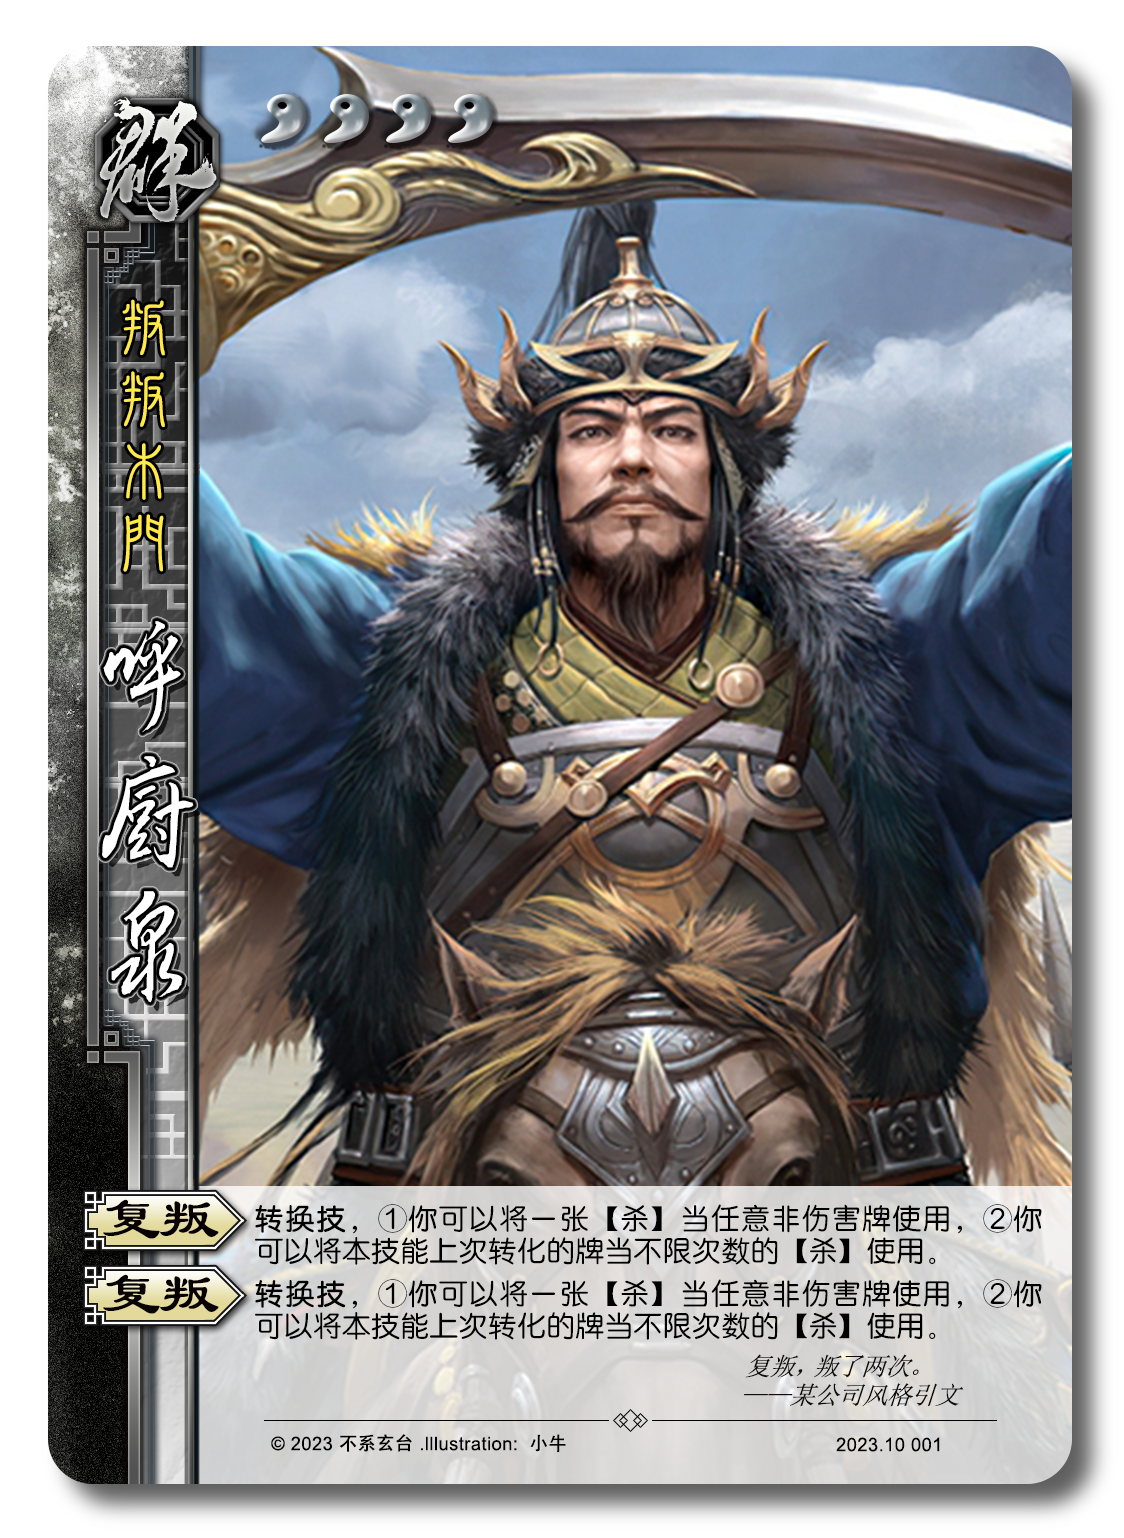 群
叛叛木門
呼廚泉
复叛
转换技，①你可以将一张【杀】当任意非伤害牌使用，②你
可以将本技能上次转化的牌当不限次数的【杀】使用。
复叛
转换技，①你可以将一张【杀】当任意非伤害牌使用，②你
可以将本技能上次转化的牌当不限次数的【杀】使用。
复叛，叛了两次。
——某公司风格引文
© 2023 不系玄台 .Illustration: 小牛
2023.10 001